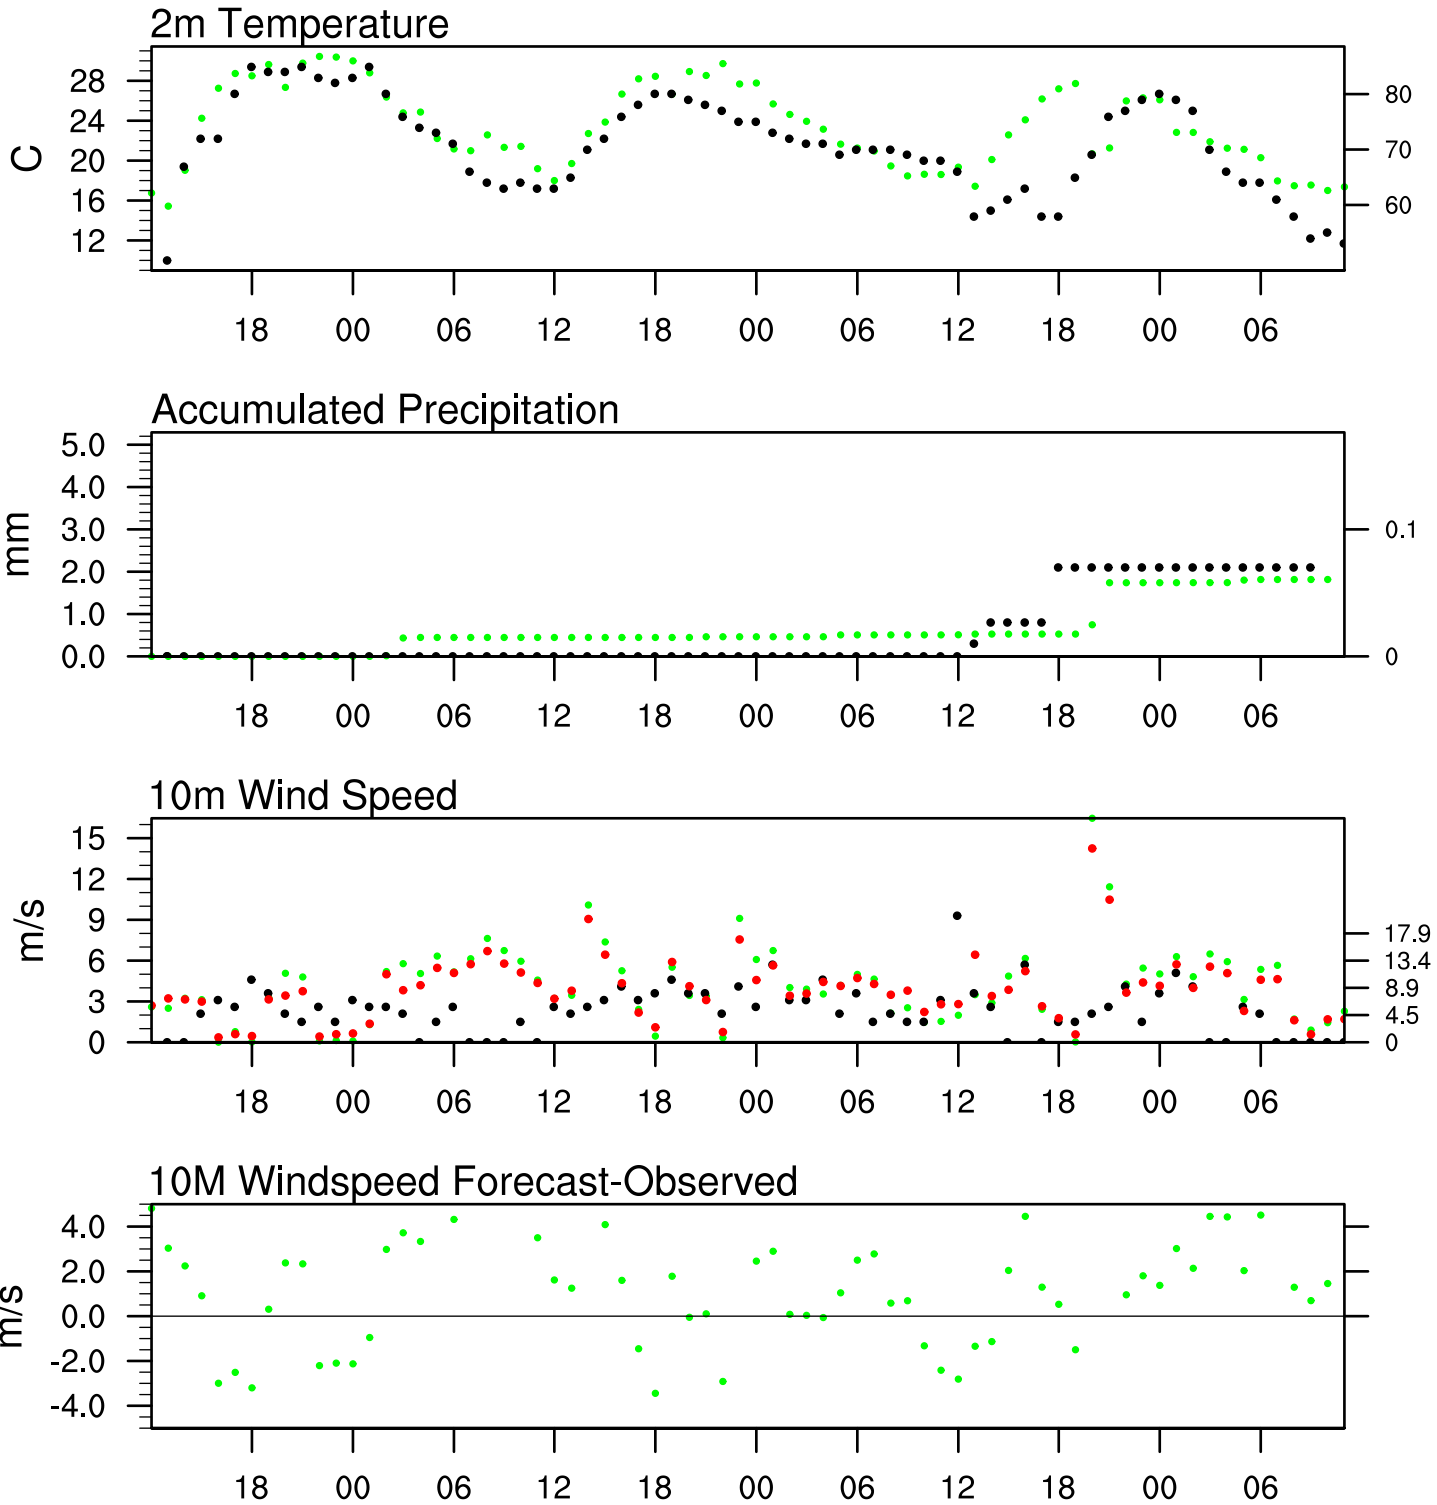 2m Temperature
28
24
20
16
12
C
80
70
60
18 00 06 12 18 00 06 12 18 00 06
Accumulated Precipitation
5.0
4.0
3.0
2.0
1.0
0.0
mm
0.1
0
18 00 06 12 18 00 06 12 18 00 06
10m Wind Speed
15
12
9
6
3
0
m/s
17.9
13.4
8.9
4.5
0
18 00 06 12 18 00 06 12 18 00 06
10M Windspeed Forecast-Observed
4.0
2.0
0.0
-2.0
-4.0
m/s
18 00 06 12 18 00 06 12 18 00 06